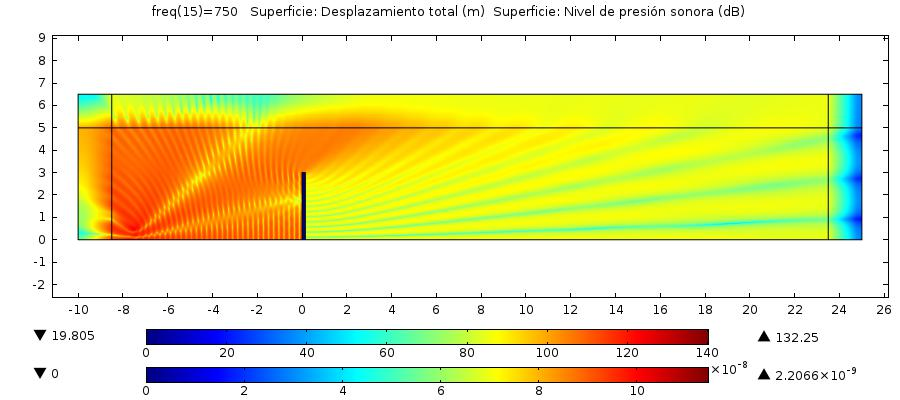 freq(15)=750 Superficie: Desplazamiento total (m) Superficie: Nivel de presión sonora (dB)
9
8
7
6
5
4
3
2
1
0
-1
-2
-10 -8 -6 -4 -2 0 2 4 6 8 10 12 14 16 18 20 22 24 26
▼ 19.805 ▲ 132.25
0 20 40 60 80 100 120 140
▼ 0 ×10⁻⁸ ▲ 2.2066×10⁻⁹
0 2 4 6 8 10